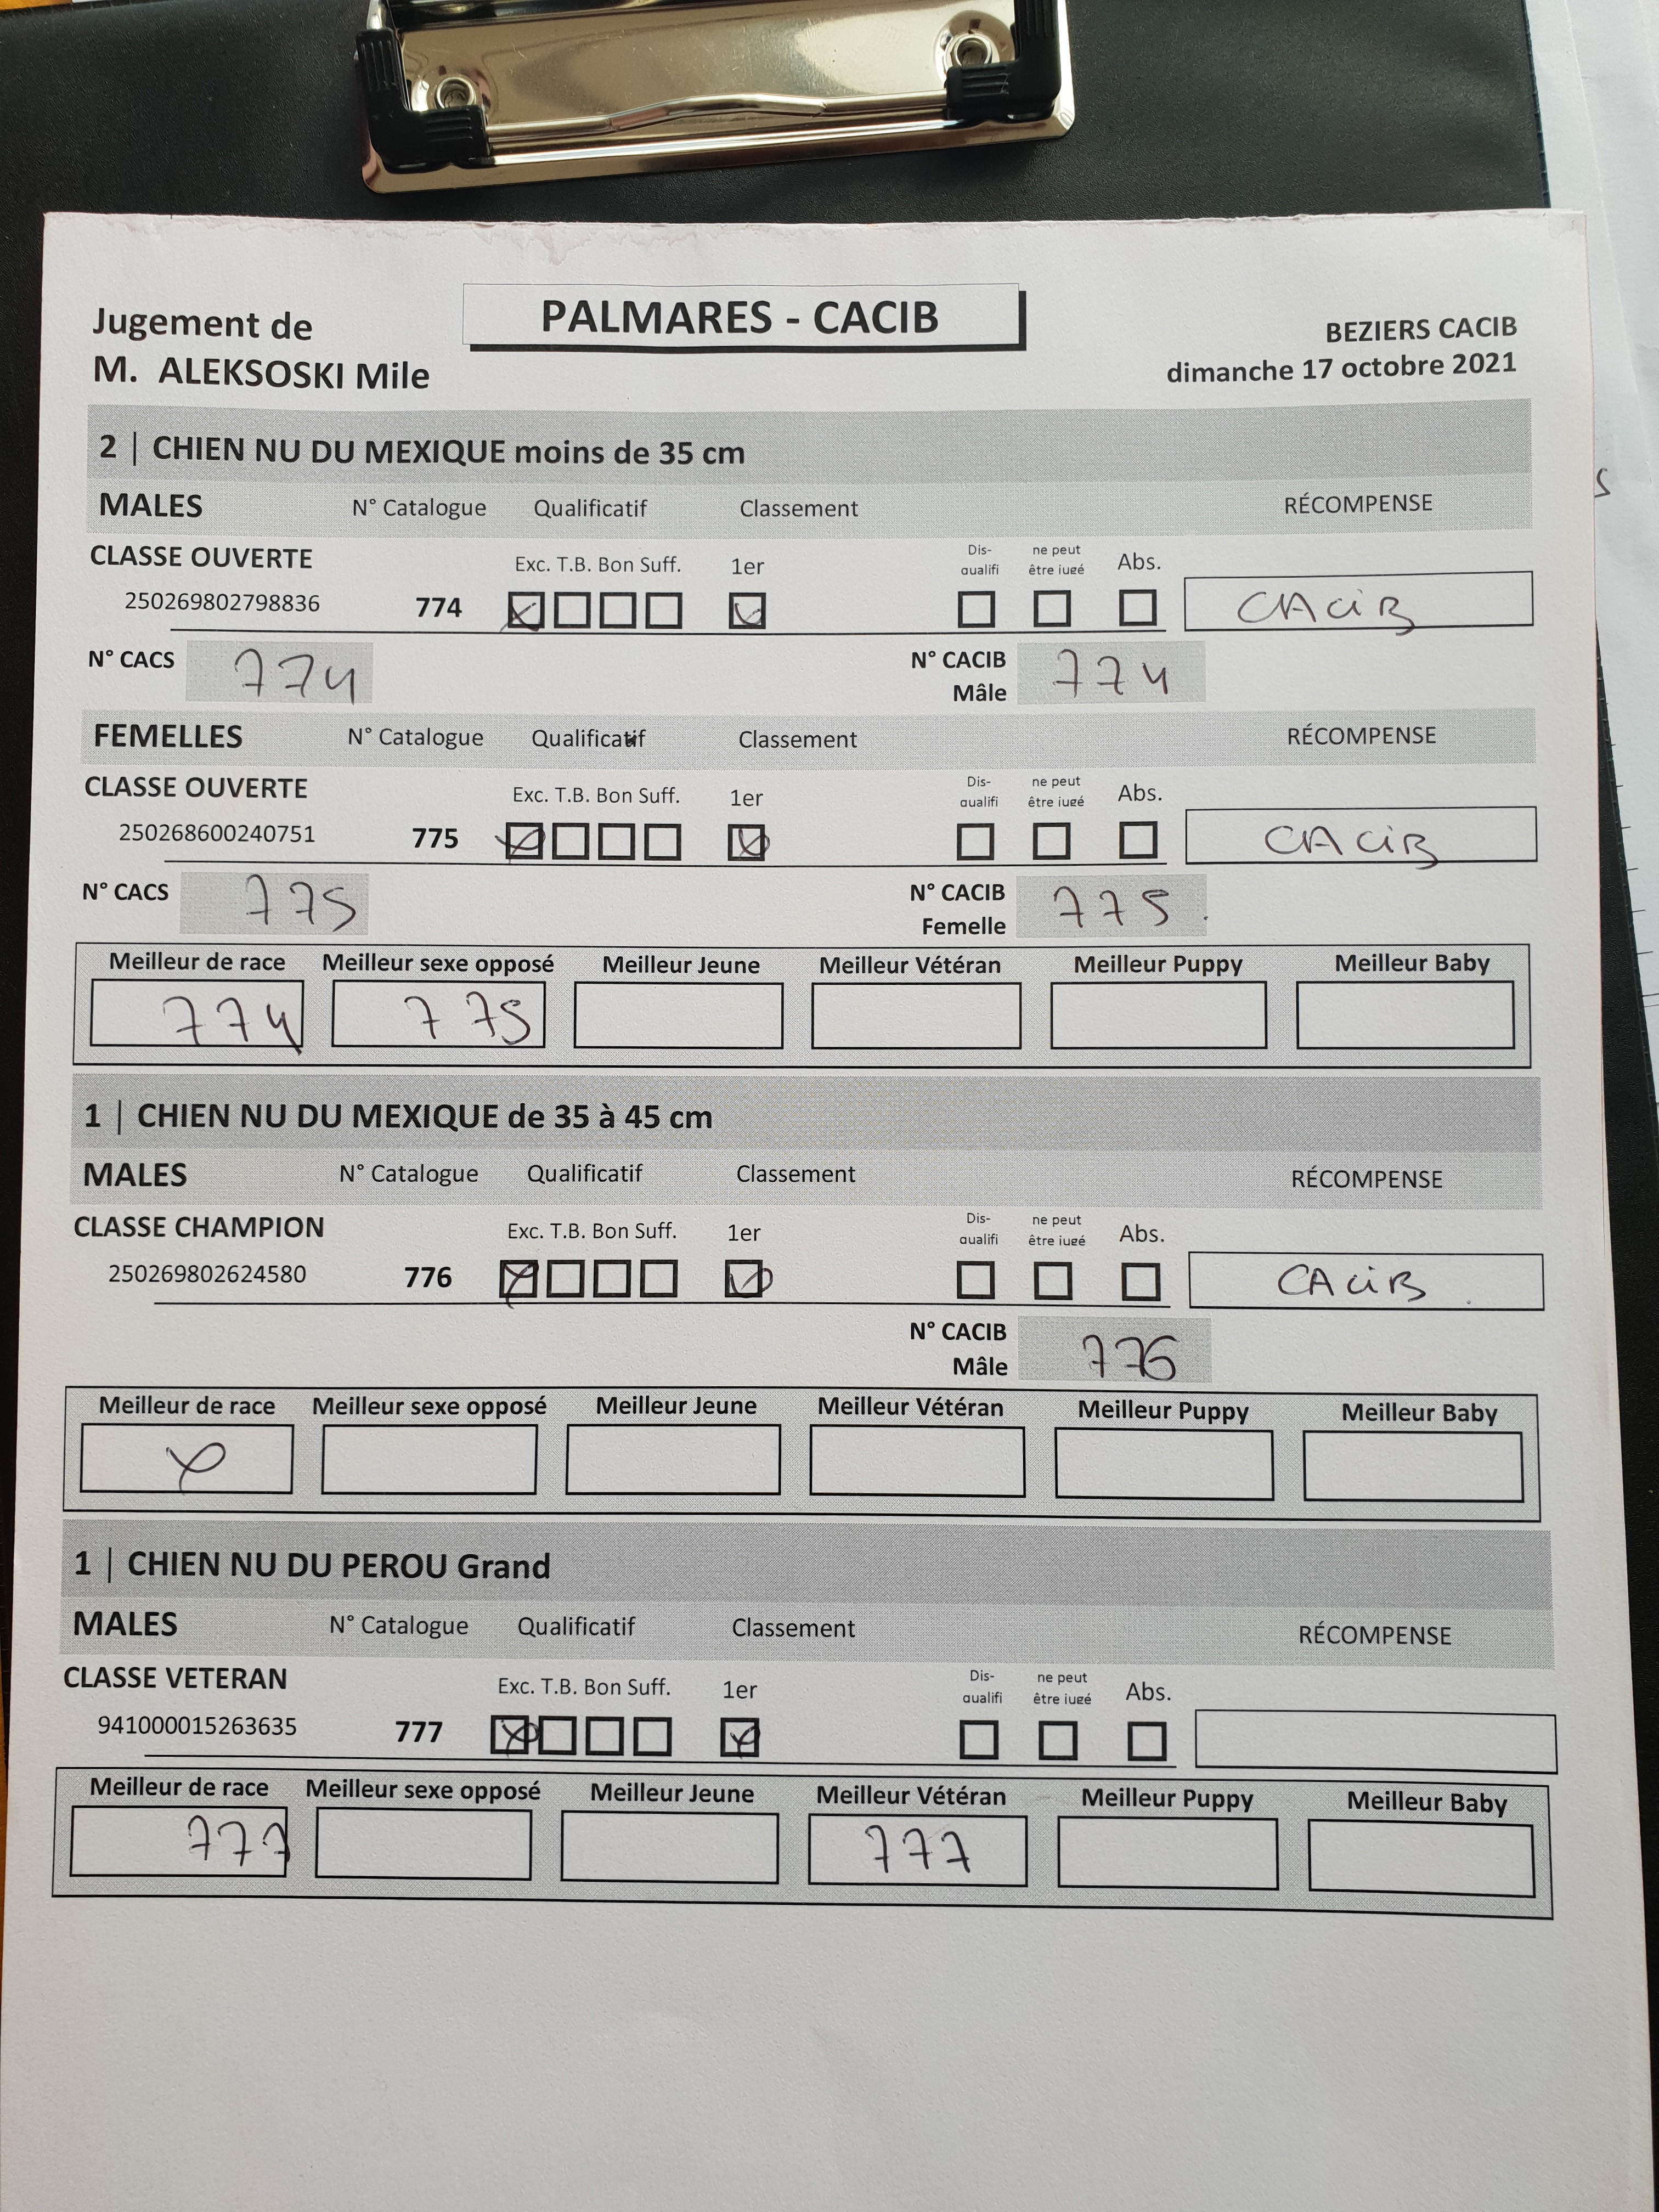 PALMARES - CACIB
Jugement de
M. ALEKSOSKI Mile
BEZIERS CACIB
dimanche 17 octobre 2021
2 | CHIEN NU DU MEXIQUE moins de 35 cm
MALES N° Catalogue Qualificatif Classement RÉCOMPENSE
CLASSE OUVERTE Exc. T.B. Bon Suff. 1er Dis-qualifi ne peut être jugé Abs.
250269802798836 774 CACiB
N° CACS 774 N° CACIB Mâle 774
FEMELLES N° Catalogue Qualificatif Classement RÉCOMPENSE
CLASSE OUVERTE Exc. T.B. Bon Suff. 1er Dis-qualifi ne peut être jugé Abs.
250268600240751 775 CACiB
N° CACS 775 N° CACIB Femelle 775
Meilleur de race Meilleur sexe opposé Meilleur Jeune Meilleur Vétéran Meilleur Puppy Meilleur Baby
774 775
1 | CHIEN NU DU MEXIQUE de 35 à 45 cm
MALES N° Catalogue Qualificatif Classement RÉCOMPENSE
CLASSE CHAMPION Exc. T.B. Bon Suff. 1er Dis-qualifi ne peut être jugé Abs.
250269802624580 776 CACiB
N° CACIB Mâle 776
Meilleur de race Meilleur sexe opposé Meilleur Jeune Meilleur Vétéran Meilleur Puppy Meilleur Baby
1 | CHIEN NU DU PEROU Grand
MALES N° Catalogue Qualificatif Classement RÉCOMPENSE
CLASSE VETERAN Exc. T.B. Bon Suff. 1er Dis-qualifi ne peut être jugé Abs.
941000015263635 777
Meilleur de race Meilleur sexe opposé Meilleur Jeune Meilleur Vétéran Meilleur Puppy Meilleur Baby
777 777